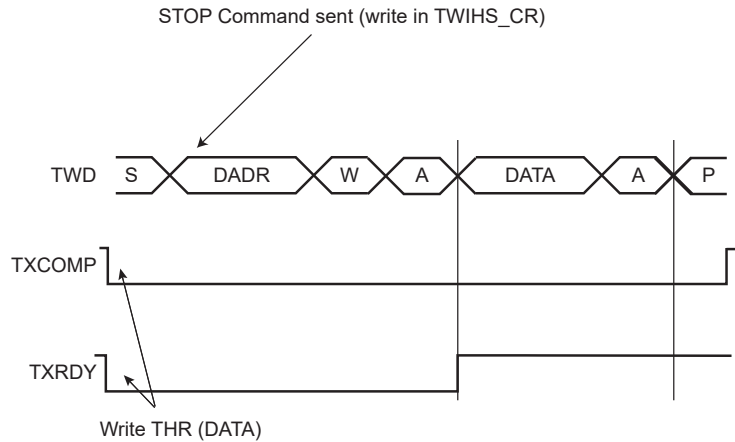 STOP Command sent (write in TWIHS_CR)
TWD S DADR W A DATA A P
TXCOMP
TXRDY
Write THR (DATA)